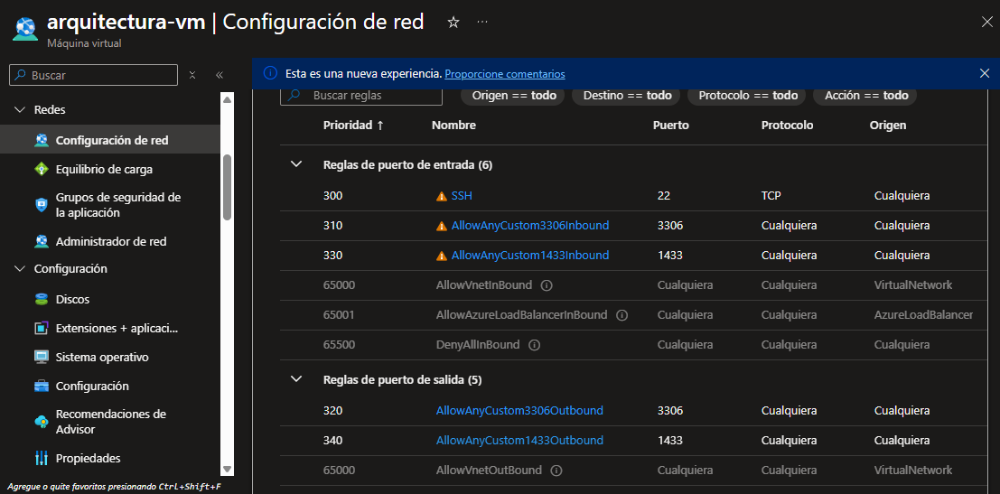 arquitectura-vm | Configuración de red
Máquina virtual
Buscar
Redes
Configuración de red
Equilibrio de carga
Grupos de seguridad de
la aplicación
Administrador de red
Configuración
Discos
Extensiones + aplicaci...
Sistema operativo
Configuración
Recomendaciones de
Advisor
Propiedades
Agregue o quite favoritos presionando Ctrl+Shift+F
Esta es una nueva experiencia. Proporcione comentarios
Buscar reglas Origen == todo Destino == todo Protocolo == todo Acción == todo
Prioridad ↑ Nombre Puerto Protocolo Origen
Reglas de puerto de entrada (6)
300 SSH 22 TCP Cualquiera
310 AllowAnyCustom3306Inbound 3306 Cualquiera Cualquiera
330 AllowAnyCustom1433Inbound 1433 Cualquiera Cualquiera
65000 AllowVnetInBound Cualquiera Cualquiera VirtualNetwork
65001 AllowAzureLoadBalancerInBound Cualquiera Cualquiera AzureLoadBalancer
65500 DenyAllInBound Cualquiera Cualquiera Cualquiera
Reglas de puerto de salida (5)
320 AllowAnyCustom3306Outbound 3306 Cualquiera Cualquiera
340 AllowAnyCustom1433Outbound 1433 Cualquiera Cualquiera
65000 AllowVnetOutBound Cualquiera Cualquiera VirtualNetwork